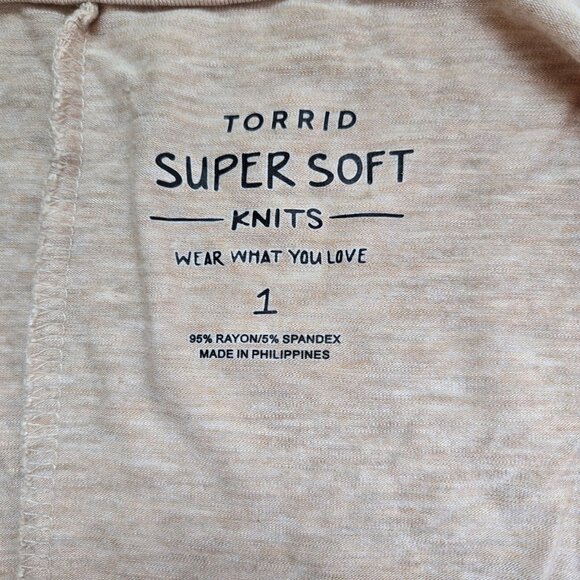 TORRID
SUPER SOFT
KNITS
WEAR WHAT YOU LOVE
1
95% RAYON/5% SPANDEX
MADE IN PHILIPPINES